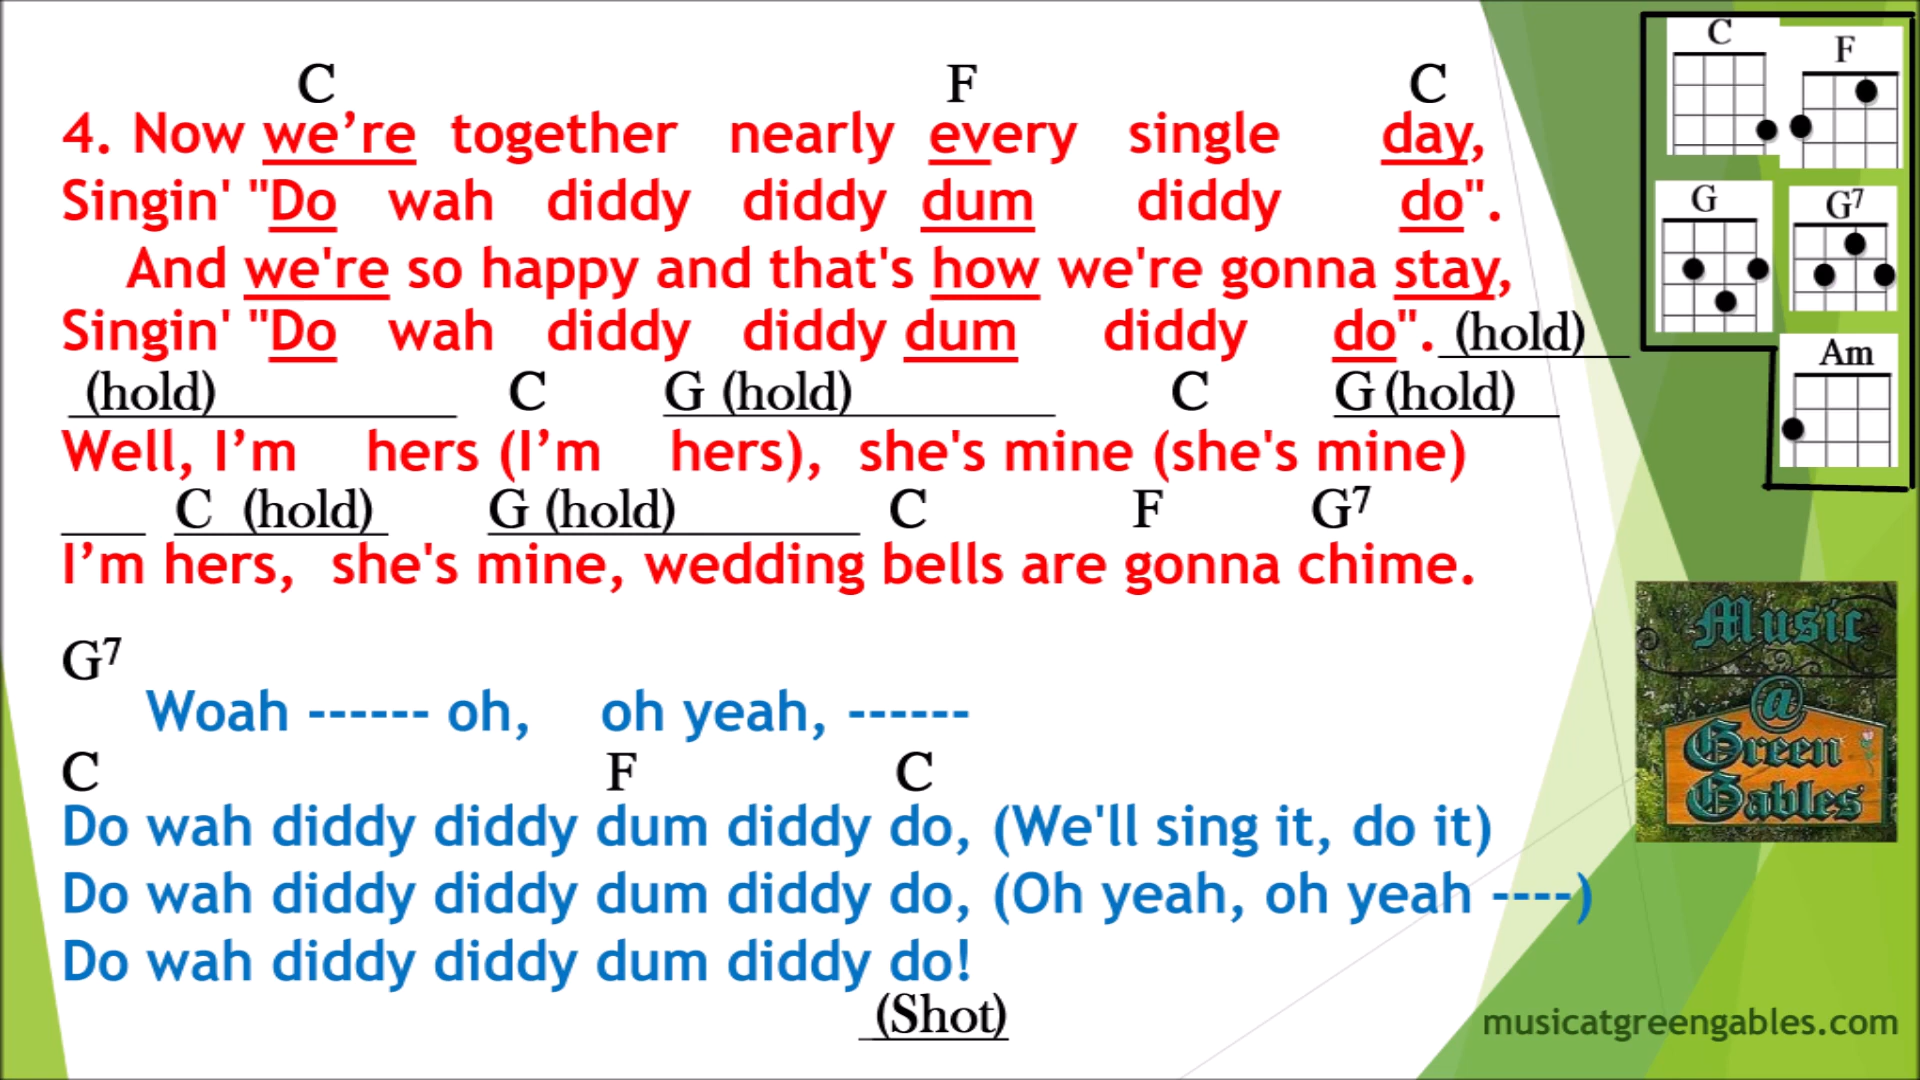 C F C
4. Now we’re together nearly every single day,
Singin' "Do wah diddy diddy dum diddy do".
And we're so happy and that's how we're gonna stay,
Singin' "Do wah diddy diddy dum diddy do". (hold)
(hold) C G (hold) C G (hold)
Well, I’m hers (I’m hers), she's mine (she's mine)
C (hold) G (hold) C F G7
I’m hers, she's mine, wedding bells are gonna chime.
G7
Woah ------ oh, oh yeah, ------
C F C
Do wah diddy diddy dum diddy do, (We'll sing it, do it)
Do wah diddy diddy dum diddy do, (Oh yeah, oh yeah ----)
Do wah diddy diddy dum diddy do!
(Shot)
C F
G G7
Am
Music
@
Green
Gables
musicatgreengables.com